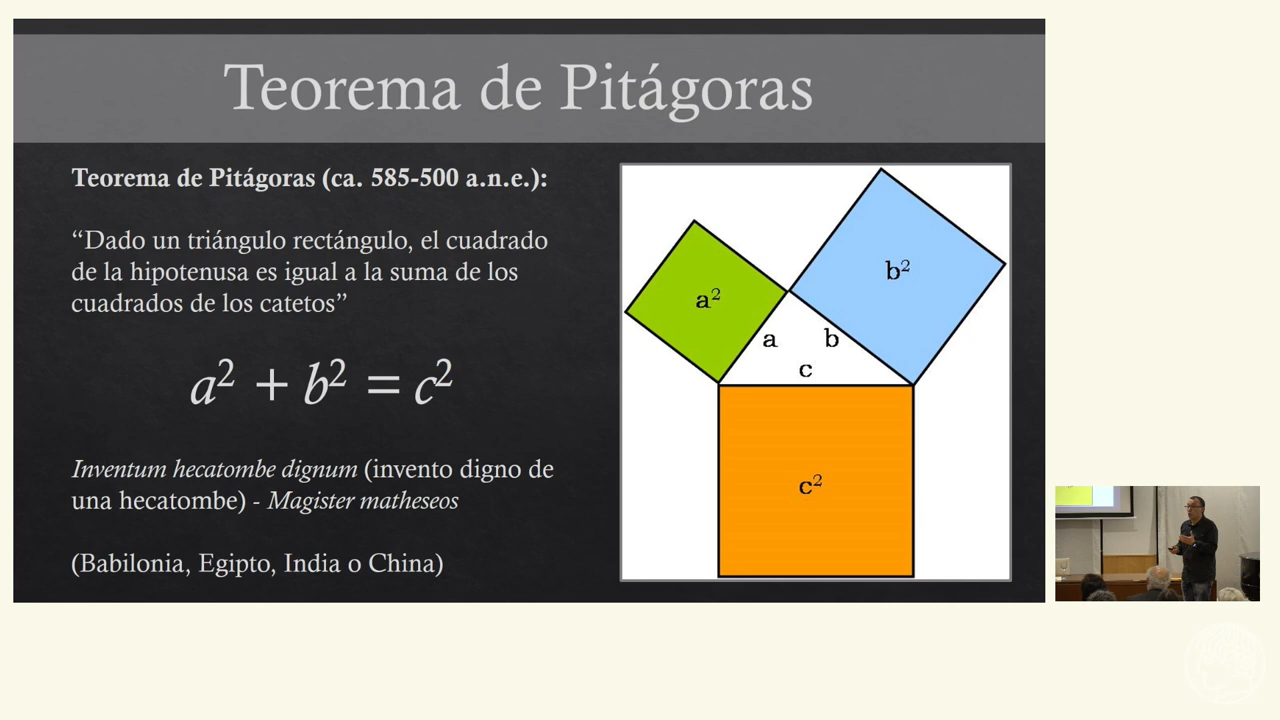 Teorema de Pitágoras
Teorema de Pitágoras (ca. 585-500 a.n.e.):
“Dado un triángulo rectángulo, el cuadrado
de la hipotenusa es igual a la suma de los
cuadrados de los catetos”
a² + b² = c²
Inventum hecatombe dignum (invento digno de
una hecatombe) - Magister matheseos
(Babilonia, Egipto, India o China)
a²
b²
a
b
c
c²